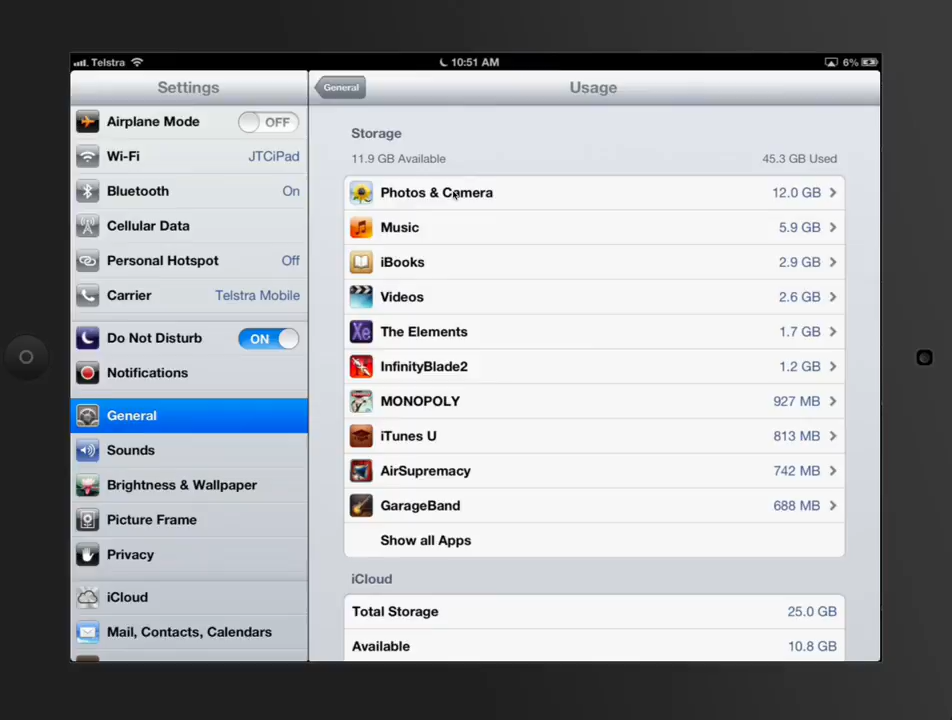 Telstra 10:51 AM 6%
Settings
Airplane Mode OFF
Wi-Fi JTCiPad
Bluetooth On
Cellular Data
Personal Hotspot Off
Carrier Telstra Mobile
Do Not Disturb ON
Notifications
General
Sounds
Brightness & Wallpaper
Picture Frame
Privacy
iCloud
Mail, Contacts, Calendars
General Usage
Storage
11.9 GB Available 45.3 GB Used
Photos & Camera 12.0 GB
Music 5.9 GB
iBooks 2.9 GB
Videos 2.6 GB
Xe The Elements 1.7 GB
InfinityBlade2 1.2 GB
MONOPOLY 927 MB
iTunes U 813 MB
AirSupremacy 742 MB
GarageBand 688 MB
Show all Apps
iCloud
Total Storage 25.0 GB
Available 10.8 GB